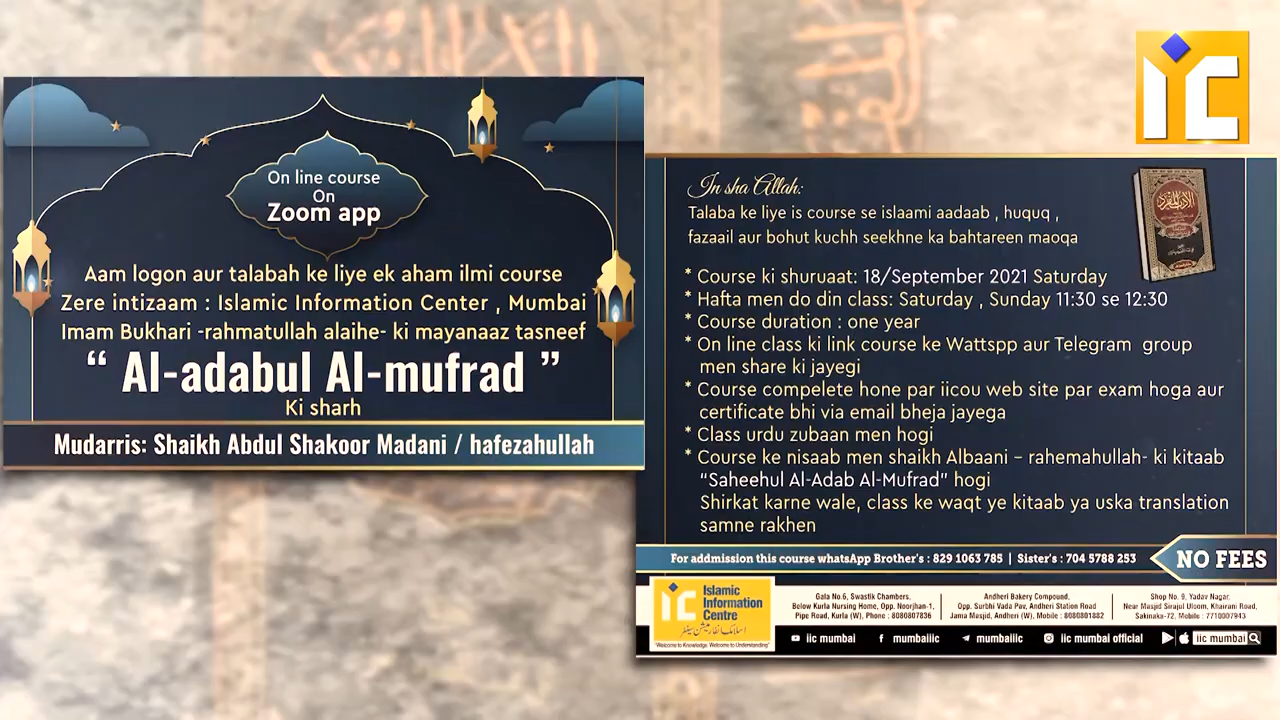 On line course
On
Zoom app
Aam logon aur talabah ke liye ek aham ilmi course
Zere intizaam : Islamic Information Center , Mumbai
Imam Bukhari -rahmatullah alaihe- ki mayanaaz tasneef
“ Al-adabul Al-mufrad ”
Ki sharh
Mudarris: Shaikh Abdul Shakoor Madani / hafezahullah
iC
In sha Allah:
Talaba ke liye is course se islaami aadaab , huquq ,
fazaail aur bohut kuchh seekhne ka bahtareen maoqa
* Course ki shuruaat: 18/September 2021 Saturday
* Hafta men do din class: Saturday , Sunday 11:30 se 12:30
* Course duration : one year
* On line class ki link course ke Wattspp aur Telegram group
men share ki jayegi
* Course compelete hone par iicou web site par exam hoga aur
certificate bhi via email bheja jayega
* Class urdu zubaan men hogi
* Course ke nisaab men shaikh Albaani – rahemahullah- ki kitaab
"Saheehul Al-Adab Al-Mufrad" hogi
Shirkat karne wale, class ke waqt ye kitaab ya uska translation
samne rakhen
For addmission this course whatsApp Brother's : 829 1063 785 | Sister's : 704 5788 253
NO FEES
iC
Islamic
Information
Centre
اسلامک انفارمیشن سینٹر
"Welcome to Knowledge. Welcome to Understanding"
Gala No.6, Swastik Chambers,
Below Kurla Nursing Home, Opp. Noorjhan-1,
Pipe Road, Kurla (W), Phone : 8080807836
Andheri Bakery Compound,
Opp. Surbhi Vada Pav, Andheri Station Road
Jama Masjid, Andheri (W), Mobile : 8080801882
Shop No. 9, Yadav Nagar,
Near Masjid Sirajul Uloom, Khairani Road,
Sakinaka-72, Mobile : 7710007943
iic mumbai
mumbaiiic
mumbaiiic
iic mumbai official
iic mumbai